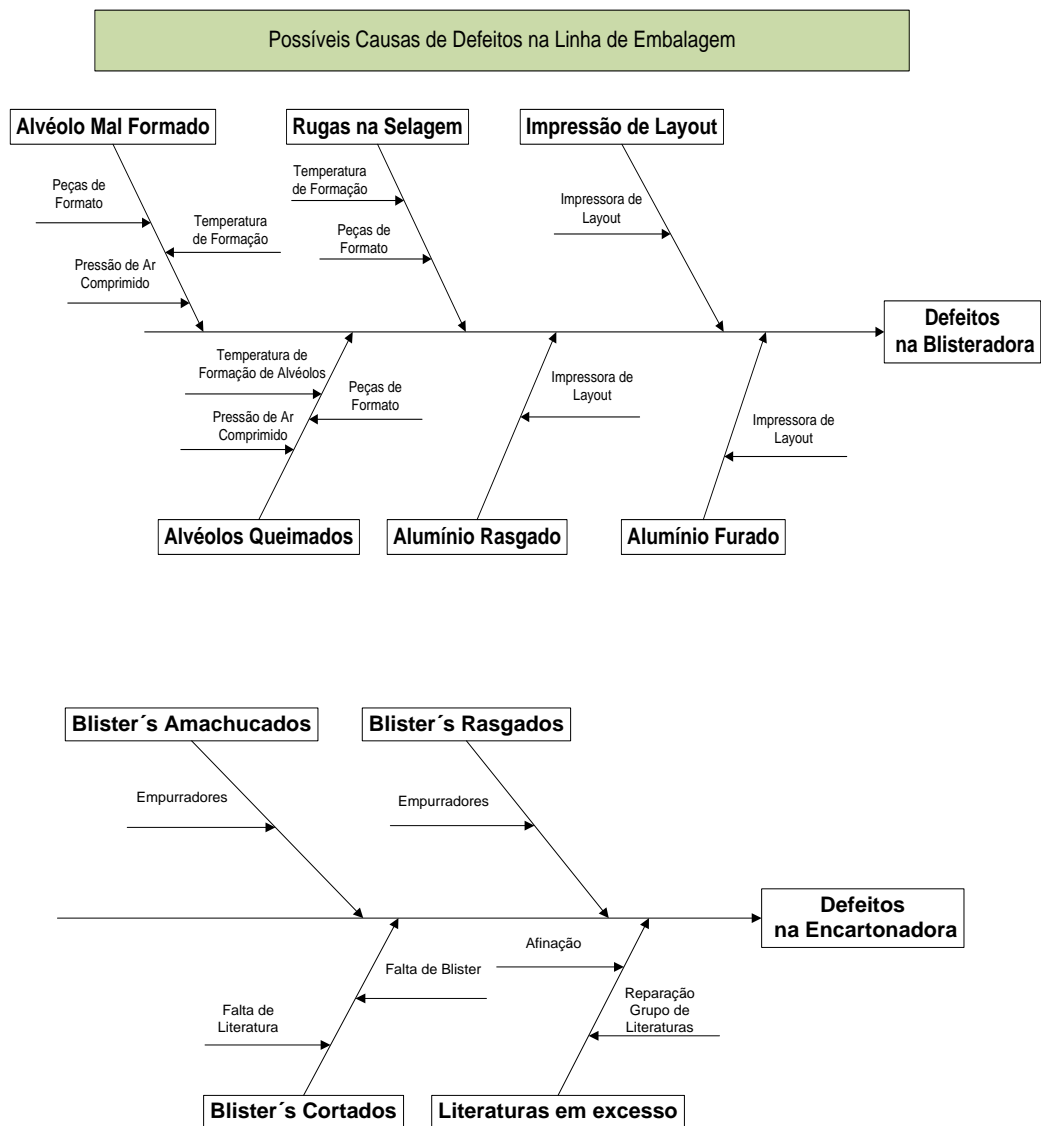 Possíveis Causas de Defeitos na Linha de Embalagem
Alvéolo Mal Formado
Rugas na Selagem
Impressão de Layout
Peças de
Formato
Temperatura
de Formação
Pressão de Ar
Comprimido
Temperatura
de Formação
Peças de
Formato
Impressora de
Layout
Defeitos
na Blisteradora
Temperatura de
Formação de Alvéolos
Peças de
Formato
Pressão de Ar
Comprimido
Impressora de
Layout
Impressora de
Layout
Alvéolos Queimados
Alumínio Rasgado
Alumínio Furado
Blister´s Amachucados
Blister´s Rasgados
Empurradores
Empurradores
Defeitos
na Encartonadora
Falta de Blister
Falta de
Literatura
Afinação
Reparação
Grupo de
Literaturas
Blister´s Cortados
Literaturas em excesso